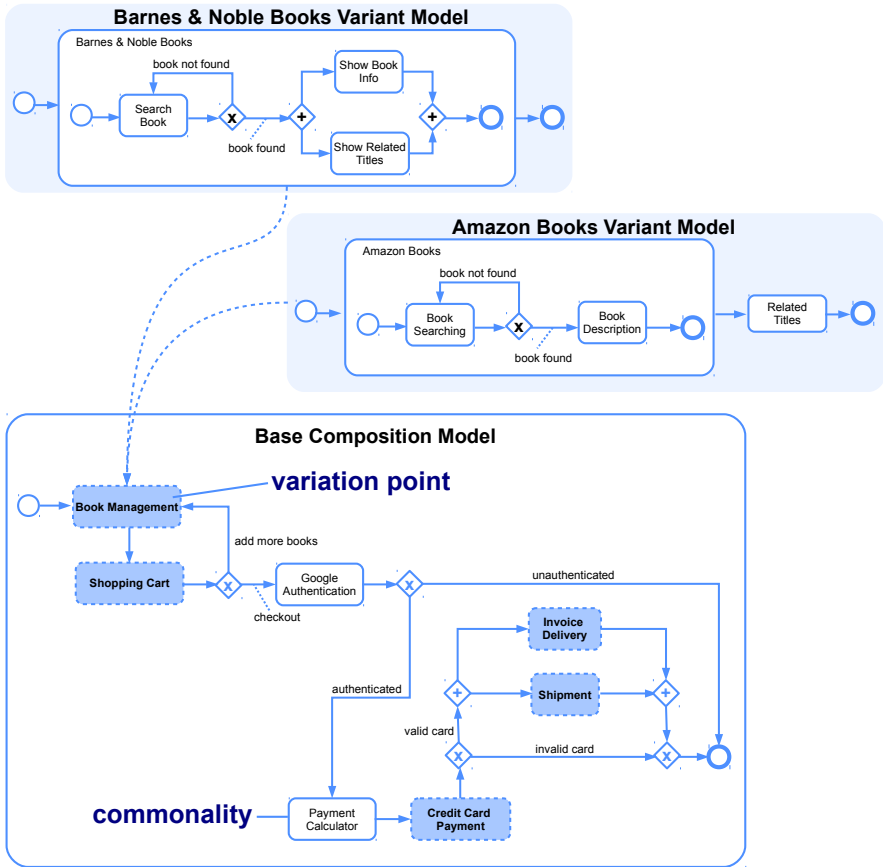 Barnes & Noble Books Variant Model
Barnes & Noble Books
book not found
Show Book
Info
Search
Book
X
+
+
book found
Show Related
Titles
Amazon Books Variant Model
Amazon Books
book not found
Book
Searching
X
Book
Description
book found
Related
Titles
Base Composition Model
variation point
Book Management
add more books
Shopping Cart
X
Google
Authentication
X
unauthenticated
checkout
Invoice
Delivery
authenticated
+
Shipment
+
valid card
X
invalid card
X
commonality
Payment
Calculator
Credit Card
Payment